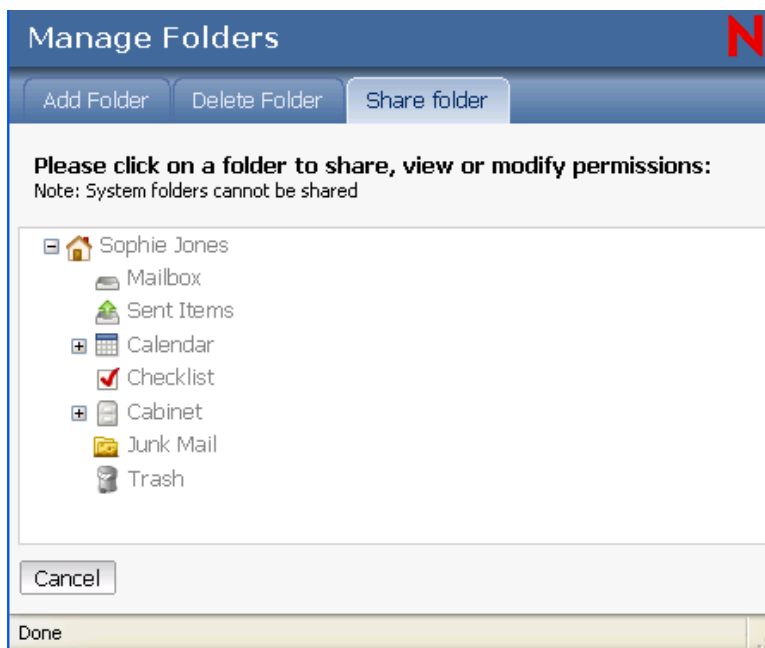 Manage Folders
N
Add Folder Delete Folder Share folder
Please click on a folder to share, view or modify permissions:
Note: System folders cannot be shared
Sophie Jones
Mailbox
Sent Items
Calendar
Checklist
Cabinet
Junk Mail
Trash
Cancel
Done